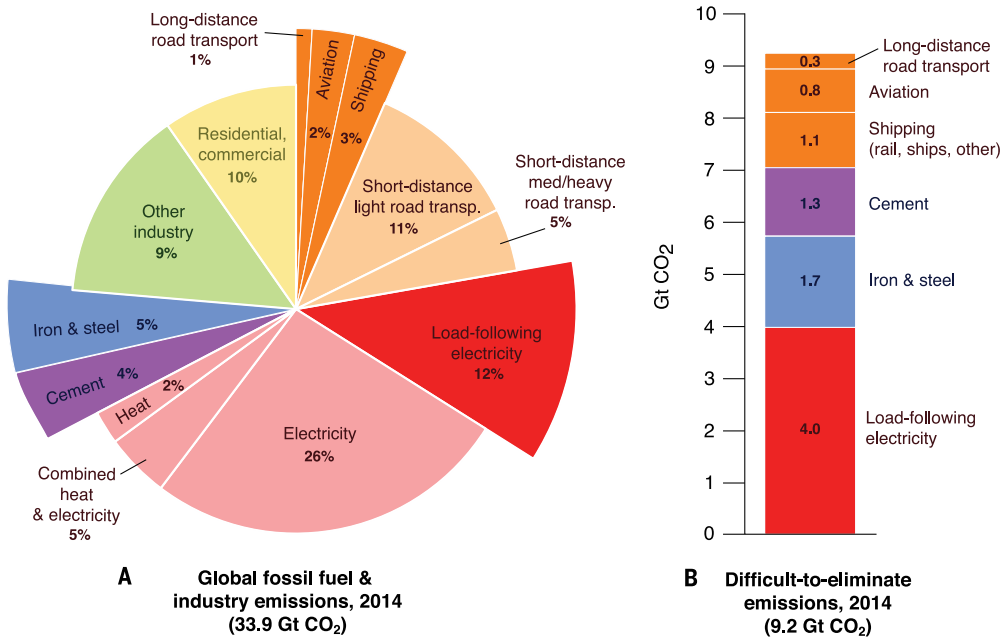 Long-distance
road transport
1%
Aviation
2%
Shipping
3%
Short-distance
light road transp.
11%
Short-distance
med/heavy
road transp.
5%
Load-following
electricity
12%
Electricity
26%
Combined
heat
& electricity
5%
Heat 2%
Cement 4%
Iron & steel 5%
Other
industry
9%
Residential,
commercial
10%
A Global fossil fuel &
industry emissions, 2014
(33.9 Gt CO₂)
Gt CO₂
10
9
8
7
6
5
4
3
2
1
0
0.3
Long-distance
road transport
0.8 Aviation
1.1
Shipping
(rail, ships, other)
1.3 Cement
1.7 Iron & steel
4.0
Load-following
electricity
B Difficult-to-eliminate
emissions, 2014
(9.2 Gt CO₂)